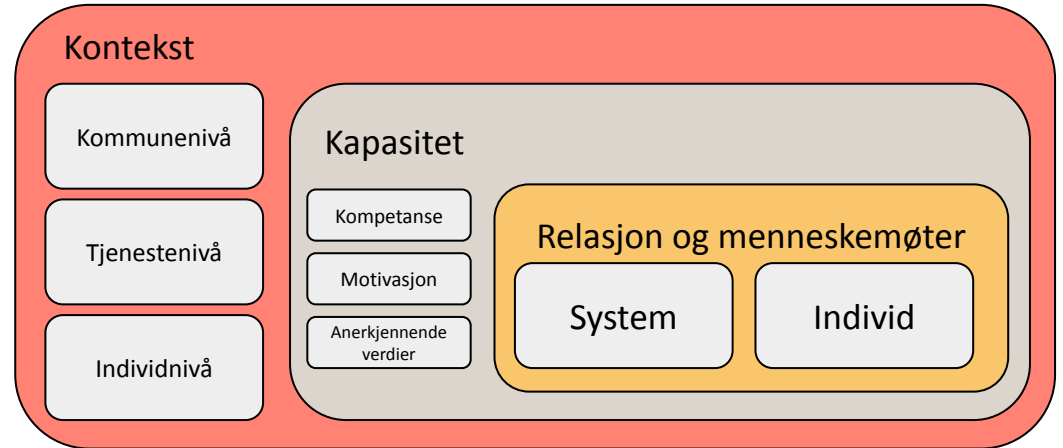 Kontekst
Kommunenivå
Tjenestenivå
Individnivå
Kapasitet
Kompetanse
Motivasjon
Anerkjennende
verdier
Relasjon og menneskemøter
System
Individ